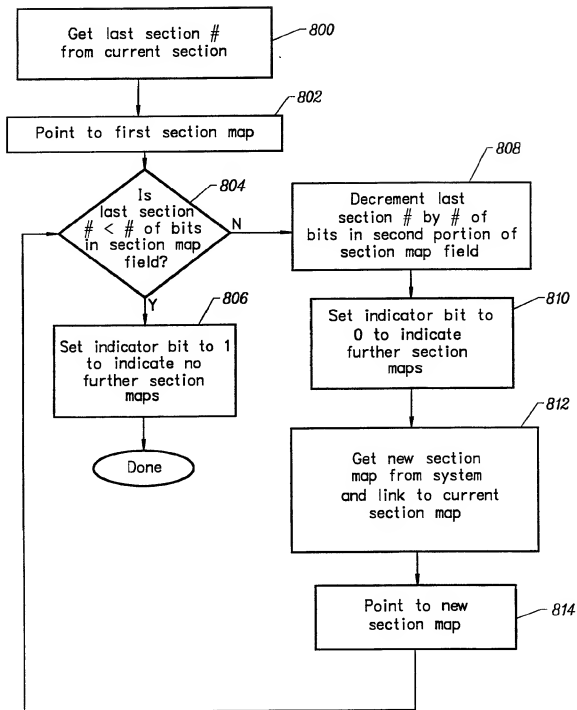 Get last section #
from current section
800
802
Point to first section map
804
Is
last section
# < # of bits
in section map
field?
N
Y
806
Set indicator bit to 1
to indicate no
further section
maps
Done
808
Decrement last
section # by # of
bits in second portion of
section map field
810
Set indicator bit to
0 to indicate
further section
maps
812
Get new section
map from system
and link to current
section map
Point to new
section map
814